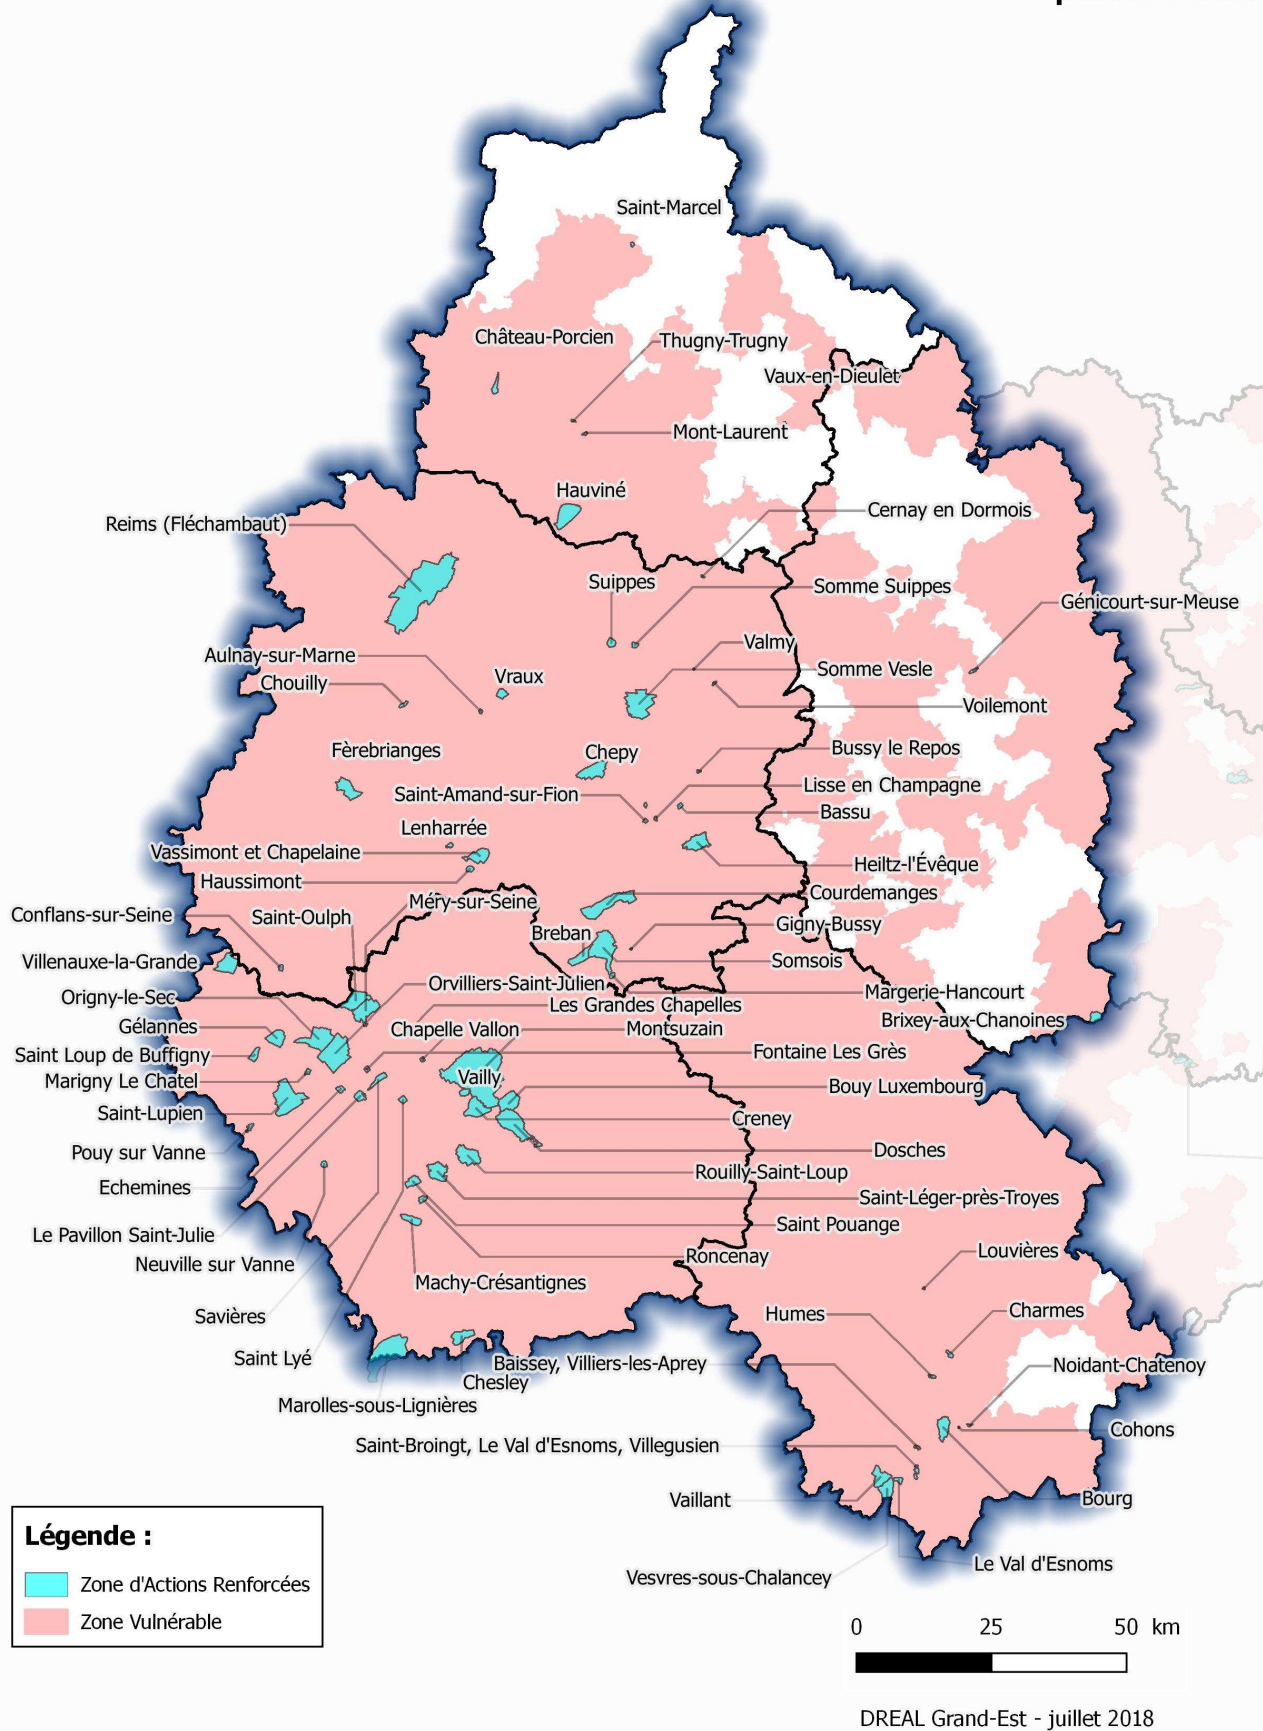 Saint-Marcel
Château-Porcien
Thugny-Trugny
Vaux-en-Dieulet
Mont-Laurent
Hauviné
Cernay en Dormois
Reims (Fléchambaut)
Suippes
Somme Suippes
Génicourt-sur-Meuse
Valmy
Aulnay-sur-Marne
Somme Vesle
Vraux
Chouilly
Voilemont
Fèrebrianges
Chepy
Bussy le Repos
Lisse en Champagne
Saint-Amand-sur-Fion
Bassu
Lenharrée
Vassimont et Chapelaine
Heiltz-l'Évêque
Haussimont
Courdemanges
Méry-sur-Seine
Conflans-sur-Seine
Saint-Oulph
Gigny-Bussy
Breban
Villenauxe-la-Grande
Somsois
Orvilliers-Saint-Julien
Margerie-Hancourt
Origny-le-Sec
Les Grandes Chapelles
Brixey-aux-Chanoines
Gélannes
Chapelle Vallon
Montsuzain
Saint Loup de Buffigny
Fontaine Les Grès
Marigny Le Chatel
Vailly
Bouy Luxembourg
Saint-Lupien
Creney
Pouy sur Vanne
Dosches
Rouilly-Saint-Loup
Echemines
Saint-Léger-près-Troyes
Saint Pouange
Le Pavillon Saint-Julie
Louvières
Roncenay
Neuville sur Vanne
Machy-Crésantignes
Savières
Humes
Charmes
Saint Lyé
Baissey, Villiers-les-Aprey
Noidant-Chatenoy
Chesley
Marolles-sous-Lignières
Cohons
Saint-Broingt, Le Val d'Esnoms, Villegusien
Vaillant
Bourg
Le Val d'Esnoms
Vesvres-sous-Chalancey
Légende :
Zone d'Actions Renforcées
Zone Vulnérable
0 25 50 km
DREAL Grand-Est - juillet 2018